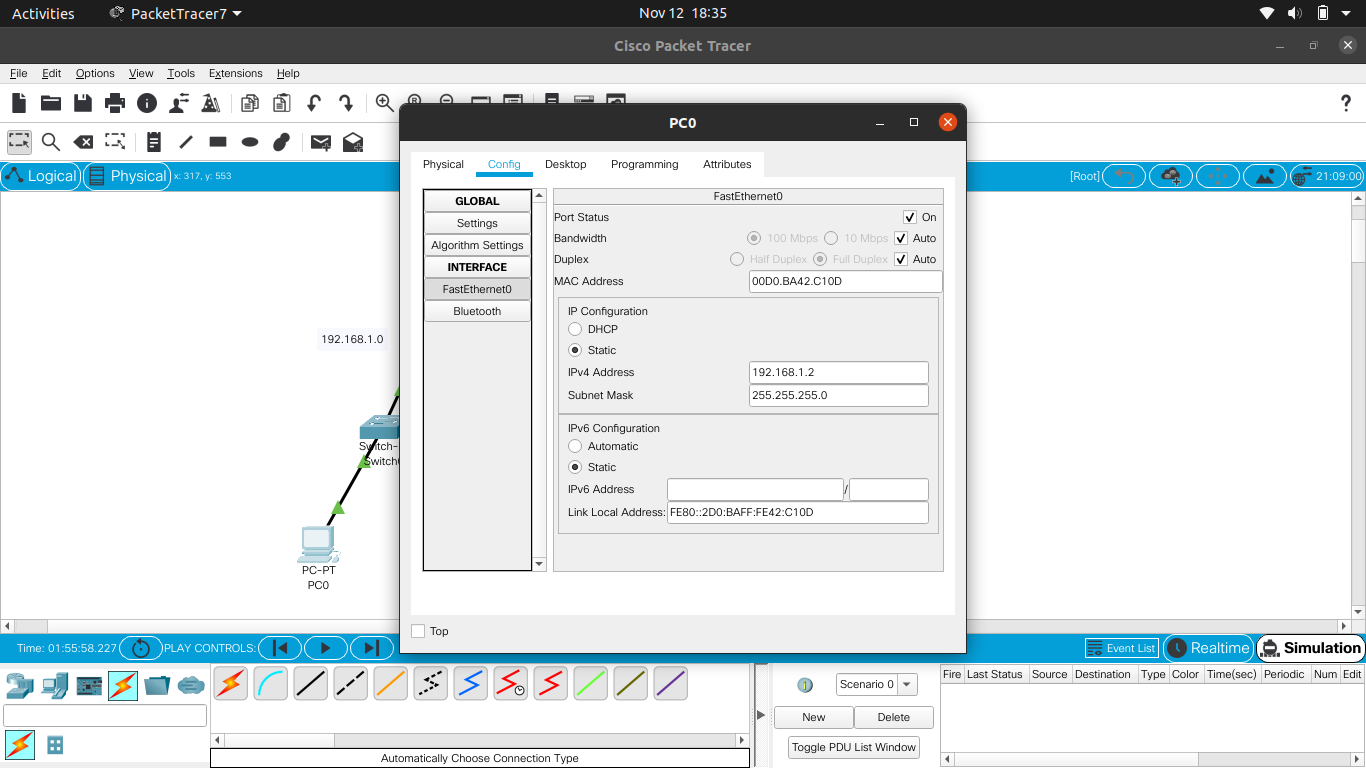 Activities PacketTracer7 Nov 12 18:35
Cisco Packet Tracer
File Edit Options View Tools Extensions Help
?
PC0
Physical Config Desktop Programming Attributes
Logical Physical x: 317, y: 553 [Root] 21:09:00
GLOBAL
Settings
Algorithm Settings
INTERFACE
FastEthernet0
Bluetooth
FastEthernet0
Port Status On
Bandwidth 100 Mbps 10 Mbps Auto
Duplex Half Duplex Full Duplex Auto
MAC Address 00D0.BA42.C10D
IP Configuration
DHCP
Static
IPv4 Address 192.168.1.2
Subnet Mask 255.255.255.0
IPv6 Configuration
Automatic
Static
IPv6 Address /
Link Local Address: FE80::2D0:BAFF:FE42:C10D
Top
192.168.1.0
Switch-
Switch
PC-PT
PC0
Time: 01:55:58.227 PLAY CONTROLS: Event List Realtime Simulation
Scenario 0
New Delete
Toggle PDU List Window
Fire Last Status Source Destination Type Color Time(sec) Periodic Num Edit
Automatically Choose Connection Type